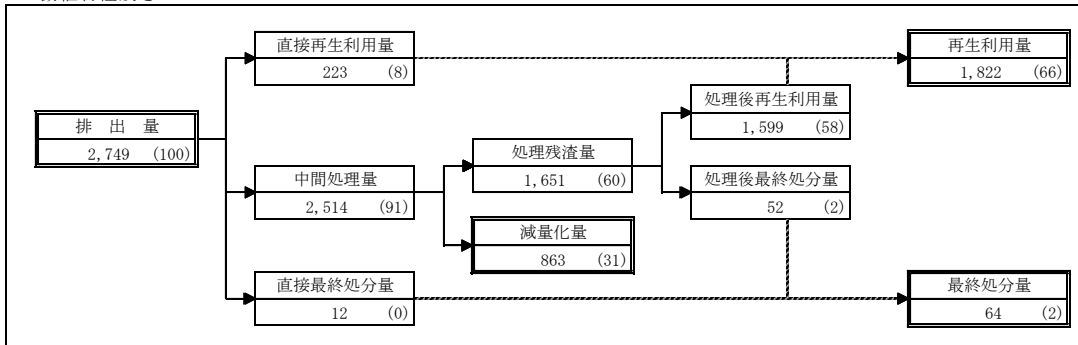 直接再生利用量
223 (8)
再生利用量
1,822 (66)
処理後再生利用量
1,599 (58)
排 出 量
2,749 (100)
処理残渣量
1,651 (60)
中間処理量
2,514 (91)
処理後最終処分量
52 (2)
減量化量
863 (31)
直接最終処分量
12 (0)
最終処分量
64 (2)